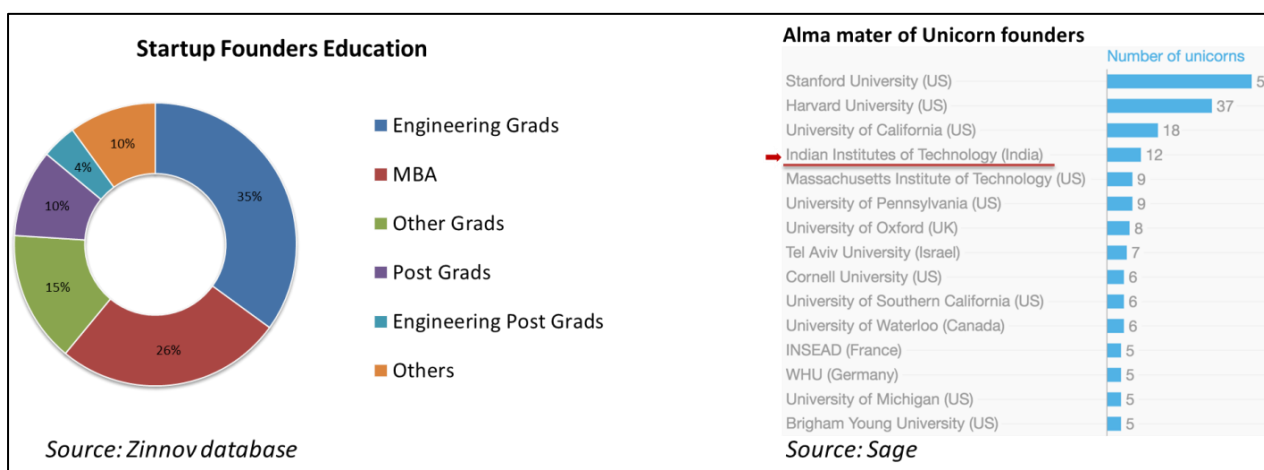 Startup Founders Education
35%
26%
15%
10%
4%
10%
Engineering Grads
MBA
Other Grads
Post Grads
Engineering Post Grads
Others
Source: Zinnov database
Alma mater of Unicorn founders
Number of unicorns
Stanford University (US) 5
Harvard University (US) 37
University of California (US) 18
Indian Institutes of Technology (India) 12
Massachusetts Institute of Technology (US) 9
University of Pennsylvania (US) 9
University of Oxford (UK) 8
Tel Aviv University (Israel) 7
Cornell University (US) 6
University of Southern California (US) 6
University of Waterloo (Canada) 6
INSEAD (France) 5
WHU (Germany) 5
University of Michigan (US) 5
Brigham Young University (US) 5
Source: Sage